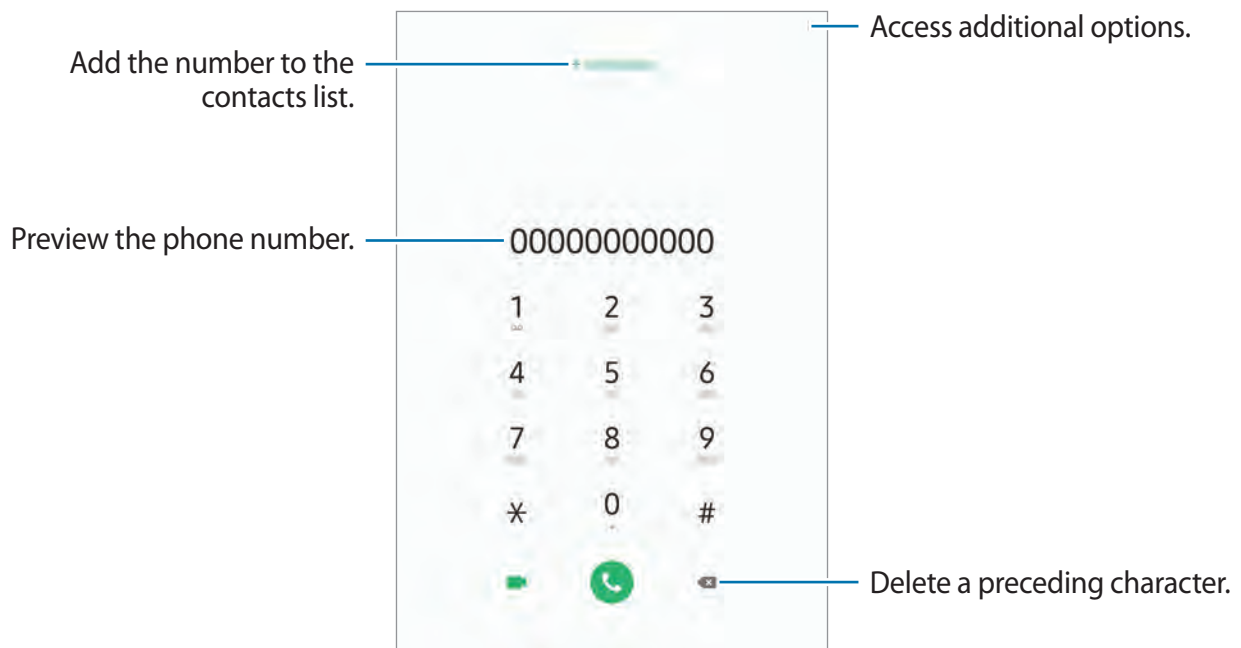 Access additional options.
Add the number to the
contacts list.
Preview the phone number.
00000000000
1 2 3
4 5 6
7 8 9
* 0 #
Delete a preceding character.